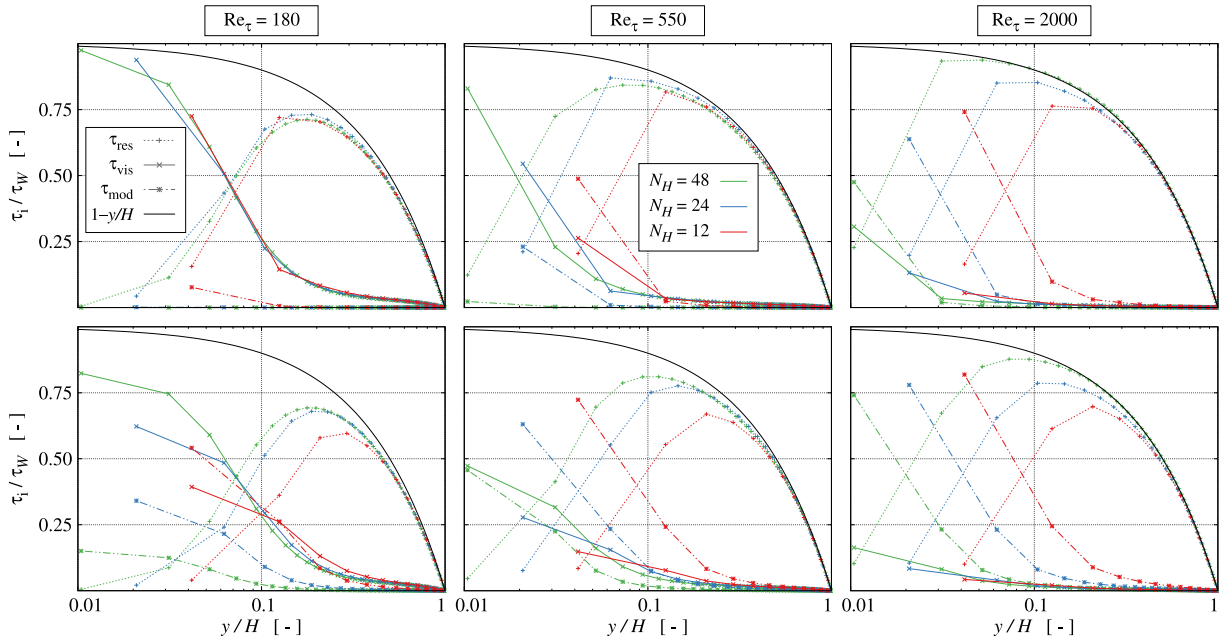 Re_τ = 180
Re_τ = 550
Re_τ = 2000
τ_i / τ_W [ - ]
0.75
0.50
0.25
τ_res
τ_vis
τ_mod
1−y/H
N_H = 48
N_H = 24
N_H = 12
τ_i / τ_W [ - ]
0.75
0.50
0.25
0.01
0.1
1
0.01
0.1
1
0.01
0.1
1
y / H [ - ]
y / H [ - ]
y / H [ - ]